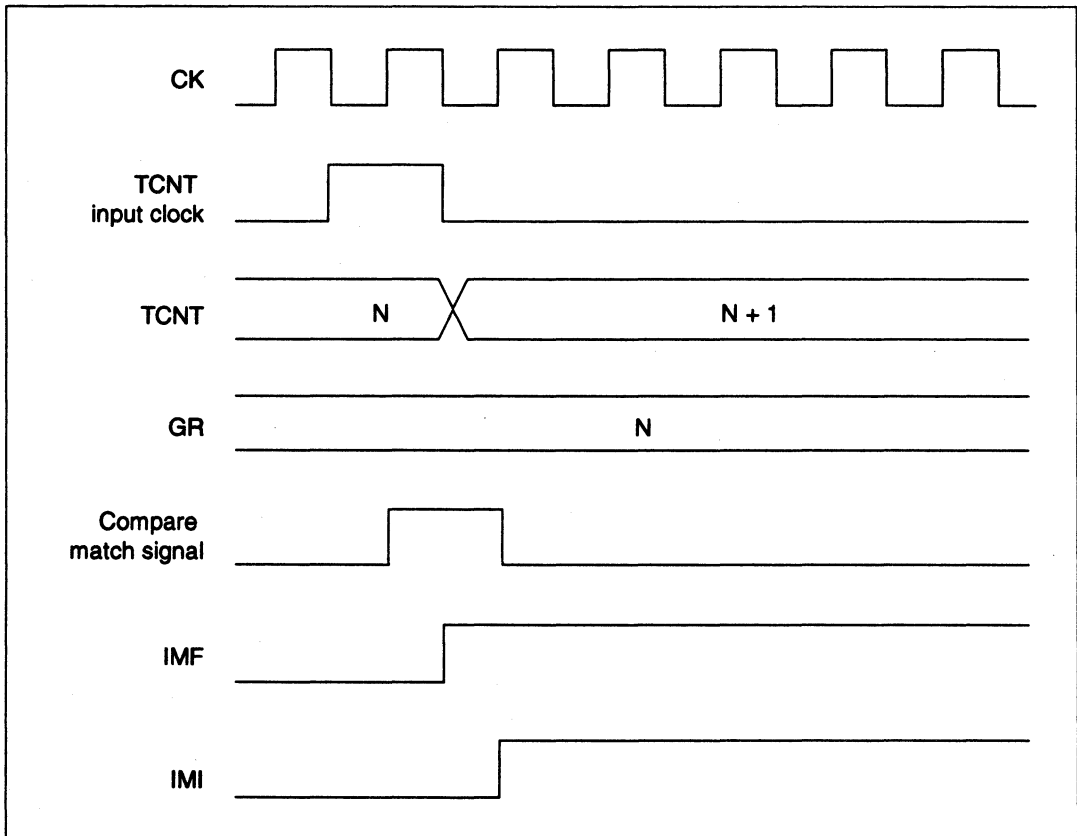 CK
TCNT
input clock
TCNT
N
N + 1
GR
N
Compare
match signal
IMF
IMI